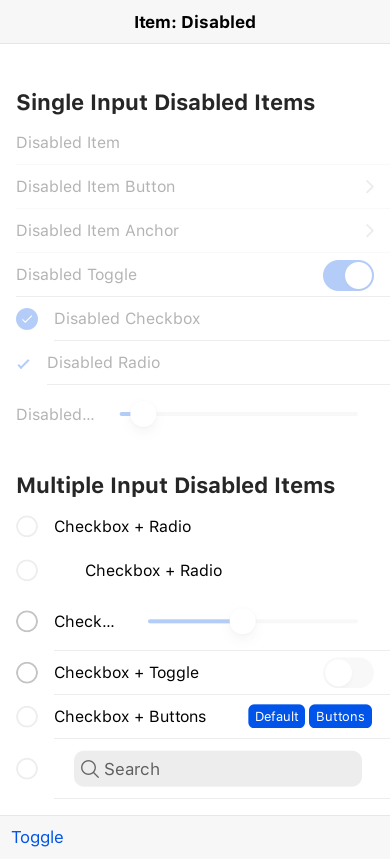 Item: Disabled
Single Input Disabled Items
Disabled Item
Disabled Item Button
Disabled Item Anchor
Disabled Toggle
Disabled Checkbox
Disabled Radio
Disabled...
Multiple Input Disabled Items
Checkbox + Radio
Checkbox + Radio
Check...
Checkbox + Toggle
Checkbox + Buttons Default Buttons
Search
Toggle